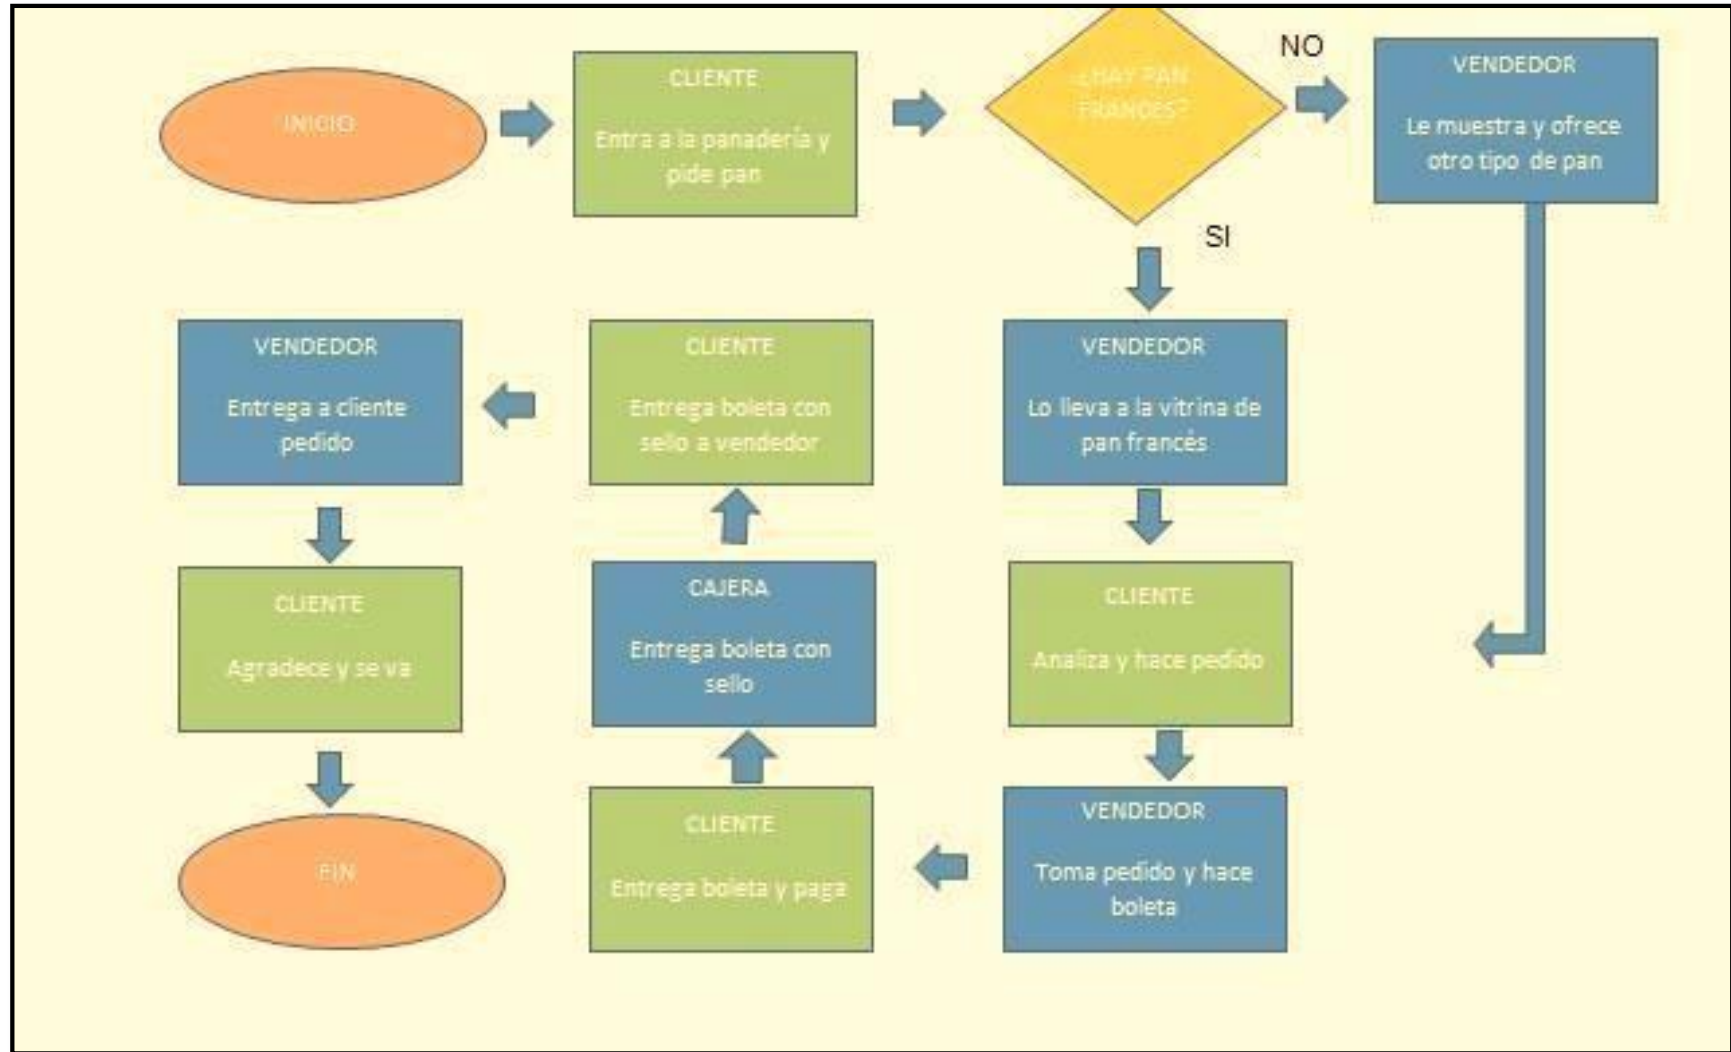 INICIO
CLIENTE
Entra a la panadería y
pide pan
¿HAY PAN
FRANCES?
NO
VENDEDOR
Le muestra y ofrece
otro tipo de pan
SI
VENDEDOR
Lo lleva a la vitrina de
pan francés
CLIENTE
Analiza y hace pedido
VENDEDOR
Toma pedido y hace
boleta
CLIENTE
Entrega boleta y paga
CAJERA
Entrega boleta con
sello
CLIENTE
Entrega boleta con
sello a vendedor
VENDEDOR
Entrega a cliente
pedido
CLIENTE
Agradece y se va
FIN